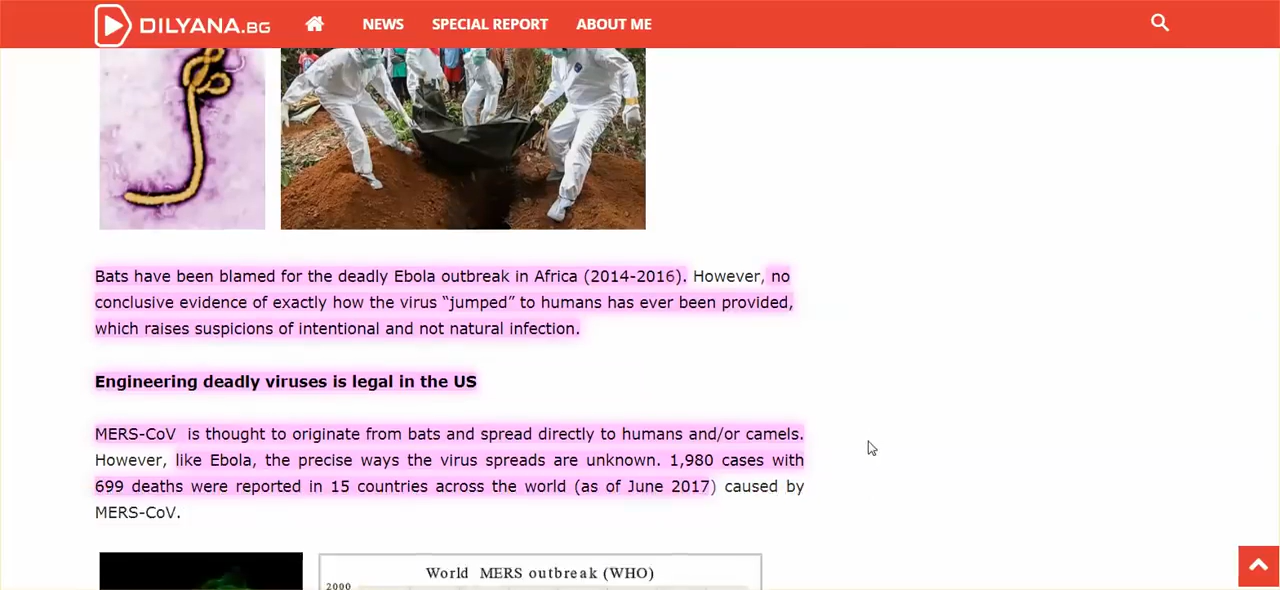 DILYANA.BG NEWS SPECIAL REPORT ABOUT ME
Bats have been blamed for the deadly Ebola outbreak in Africa (2014-2016). However, no
conclusive evidence of exactly how the virus “jumped” to humans has ever been provided,
which raises suspicions of intentional and not natural infection.
Engineering deadly viruses is legal in the US
MERS-CoV is thought to originate from bats and spread directly to humans and/or camels.
However, like Ebola, the precise ways the virus spreads are unknown. 1,980 cases with
699 deaths were reported in 15 countries across the world (as of June 2017) caused by
MERS-CoV.
World MERS outbreak (WHO)
2000